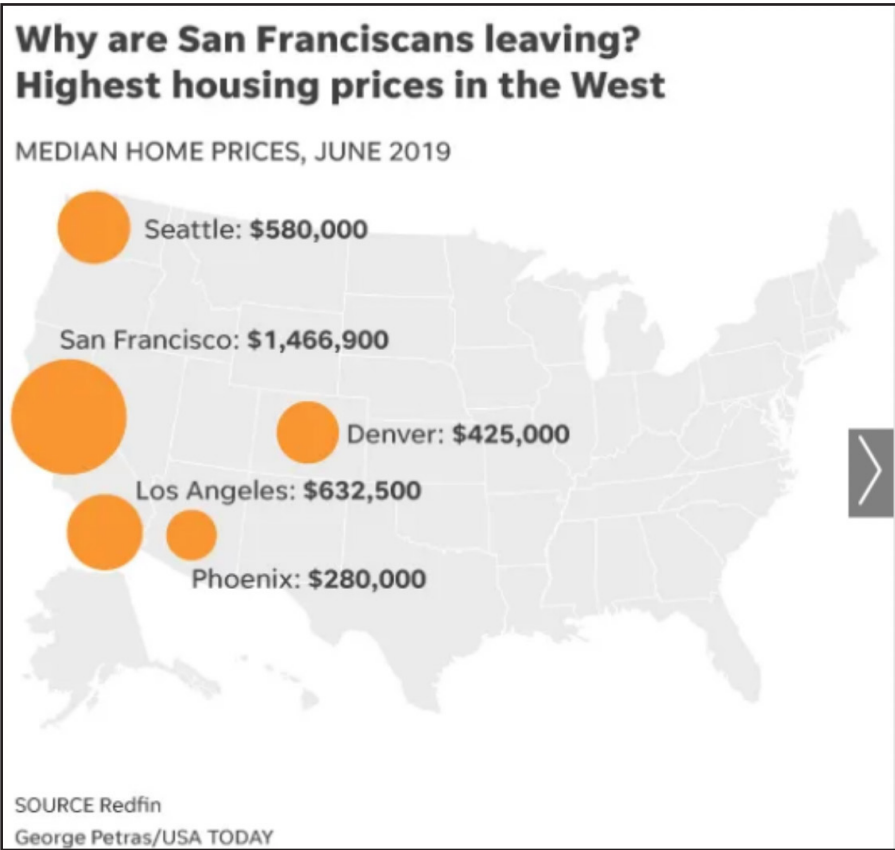 Why are San Franciscans leaving?
Highest housing prices in the West
MEDIAN HOME PRICES, JUNE 2019
Seattle: $580,000
San Francisco: $1,466,900
Denver: $425,000
Los Angeles: $632,500
Phoenix: $280,000
SOURCE Redfin
George Petras/USA TODAY